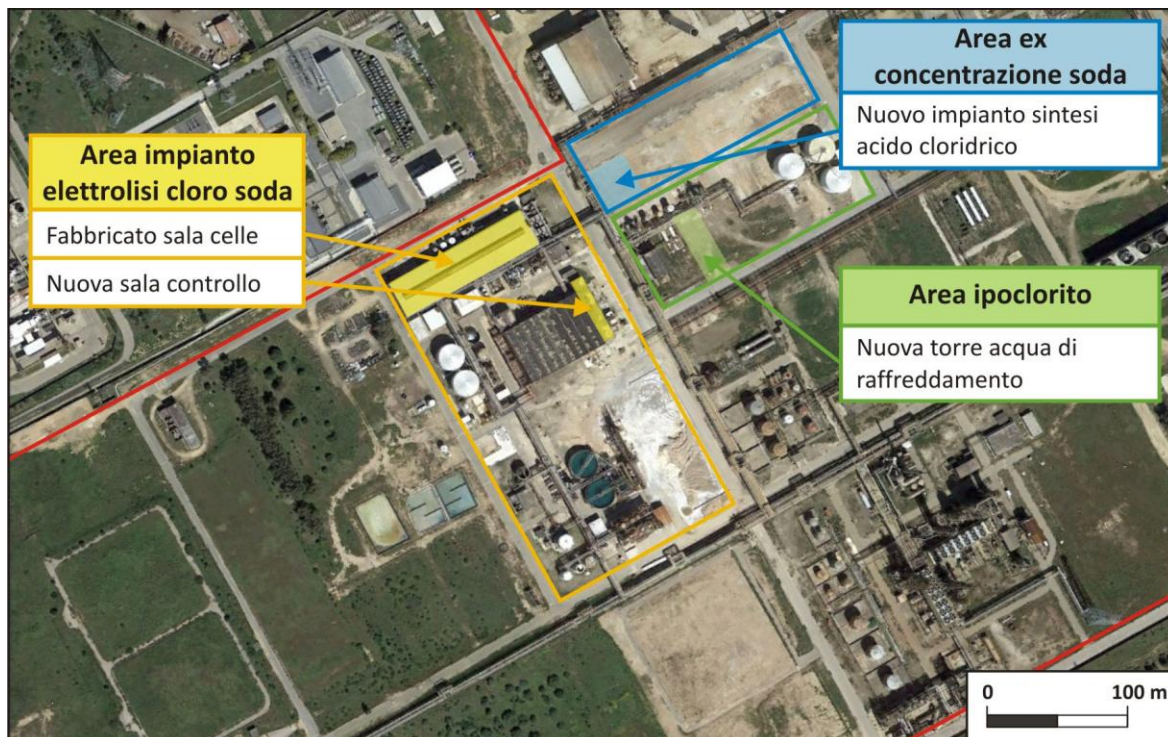 Area ex
concentrazione soda
Nuovo impianto sintesi
acido cloridrico
Area impianto
elettrolisi cloro soda
Fabbricato sala celle
Nuova sala controllo
Area ipoclorito
Nuova torre acqua di
raffreddamento
0 100 m